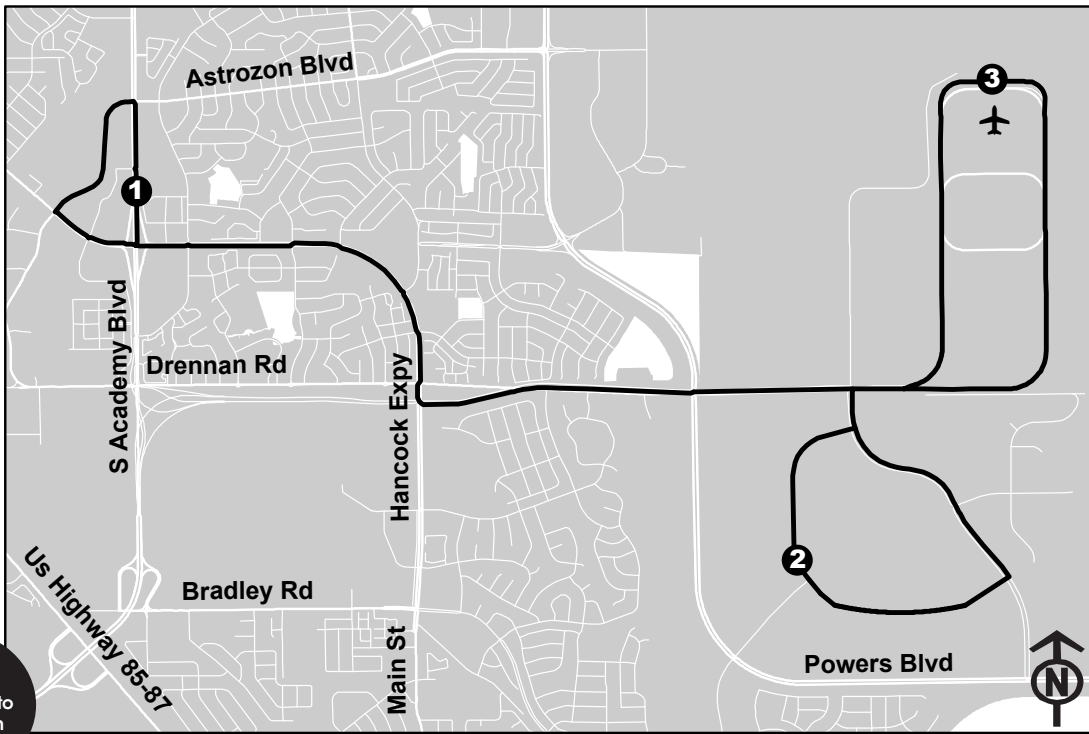 Astrozon Blvd
3
1
S Academy Blvd
Drennan Rd
Hancock Expy
2
Us Highway 85-87
Bradley Rd
Main St
Powers Blvd
N
to